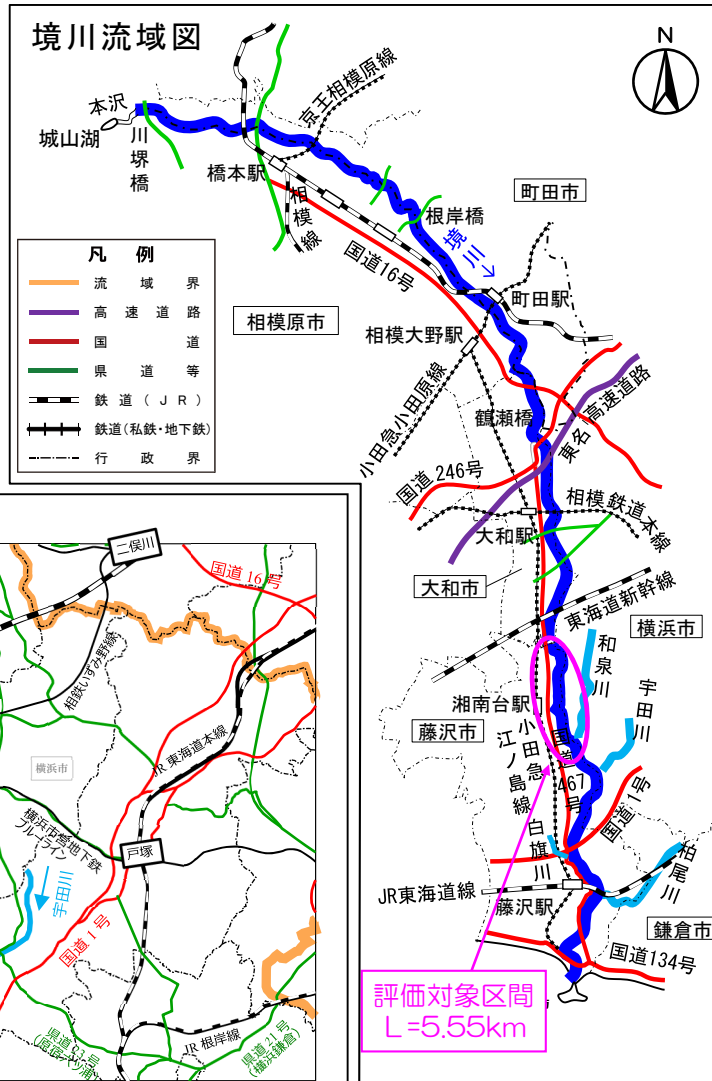 境川流域図
N
本沢
城山湖
川堺橋
京王相模原線
橋本駅
相模線
町田市
根岸橋
境川→
国道16号
町田駅
相模原市
相模大野駅
小田急小田原線
鶴瀬橋
東名高速道路
国道246号
相模鉄道本線
大和駅
大和市
東海道新幹線
横浜市
和泉川
宇田川
湘南台駅
藤沢市
小田急
江ノ島線
国道467号
国道1号
白旗川
柏尾川
JR東海道線
藤沢駅
鎌倉市
国道134号
評価対象区間
L=5.55km
凡 例
流域界
高速道路
国道
県道等
鉄道(JR)
鉄道(私鉄・地下鉄)
行政界
二俣川
国道16号
相鉄いずみ野線
JR 東海道本線
横浜市
横浜市営地下鉄
ブルーライン
戸塚
宇田川
国道1号
JR 根岸線
県道21号
(横浜鎌倉)